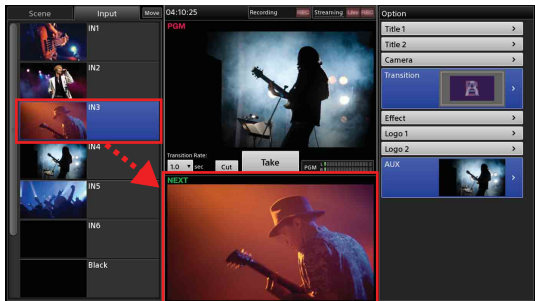 Scene Input Move
IN1
IN2
IN3
IN4
IN5
IN6
Black
04:10:25 Recording REC Streaming Live REC
PGM
Transition Rate:
1.0 sec Cut Take PGM
NEXT
Option
Title 1
Title 2
Camera
Transition
Effect
Logo 1
Logo 2
AUX